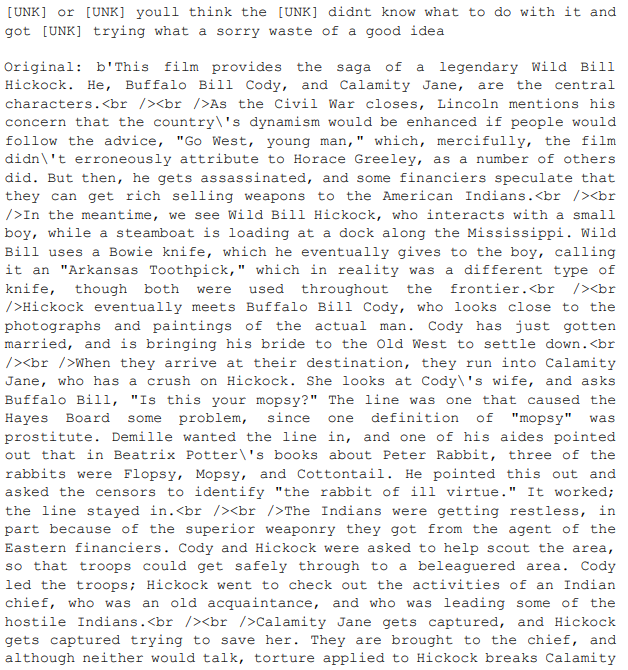 [UNK] or [UNK] youll think the [UNK] didnt know what to do with it and
got [UNK] trying what a sorry waste of a good idea
Original: b'This film provides the saga of a legendary Wild Bill
Hickock. He, Buffalo Bill Cody, and Calamity Jane, are the central
characters.<br /><br />As the Civil War closes, Lincoln mentions his
concern that the country\'s dynamism would be enhanced if people would
follow the advice, "Go West, young man," which, mercifully, the film
didn\'t erroneously attribute to Horace Greeley, as a number of others
did. But then, he gets assassinated, and some financiers speculate that
they can get rich selling weapons to the American Indians.<br /><br
/>In the meantime, we see Wild Bill Hickock, who interacts with a small
boy, while a steamboat is loading at a dock along the Mississippi. Wild
Bill uses a Bowie knife, which he eventually gives to the boy, calling
it an "Arkansas Toothpick," which in reality was a different type of
knife, though both were used throughout the frontier.<br /><br
/>Hickock eventually meets Buffalo Bill Cody, who looks close to the
photographs and paintings of the actual man. Cody has just gotten
married, and is bringing his bride to the Old West to settle down.<br
/><br />When they arrive at their destination, they run into Calamity
Jane, who has a crush on Hickock. She looks at Cody\'s wife, and asks
Buffalo Bill, "Is this your mopsy?" The line was one that caused the
Hayes Board some problem, since one definition of "mopsy" was
prostitute. Demille wanted the line in, and one of his aides pointed
out that in Beatrix Potter\'s books about Peter Rabbit, three of the
rabbits were Flopsy, Mopsy, and Cottontail. He pointed this out and
asked the censors to identify "the rabbit of ill virtue." It worked;
the line stayed in.<br /><br />The Indians were getting restless, in
part because of the superior weaponry they got from the agent of the
Eastern financiers. Cody and Hickock were asked to help scout the area,
so that troops could get safely through to a beleaguered area. Cody
led the troops; Hickock went to check out the activities of an Indian
chief, who was an old acquaintance, and who was leading some of the
hostile Indians.<br /><br />Calamity Jane gets captured, and Hickock
gets captured trying to save her. They are brought to the chief, and
although neither would talk, torture applied to Hickock breaks Calamity